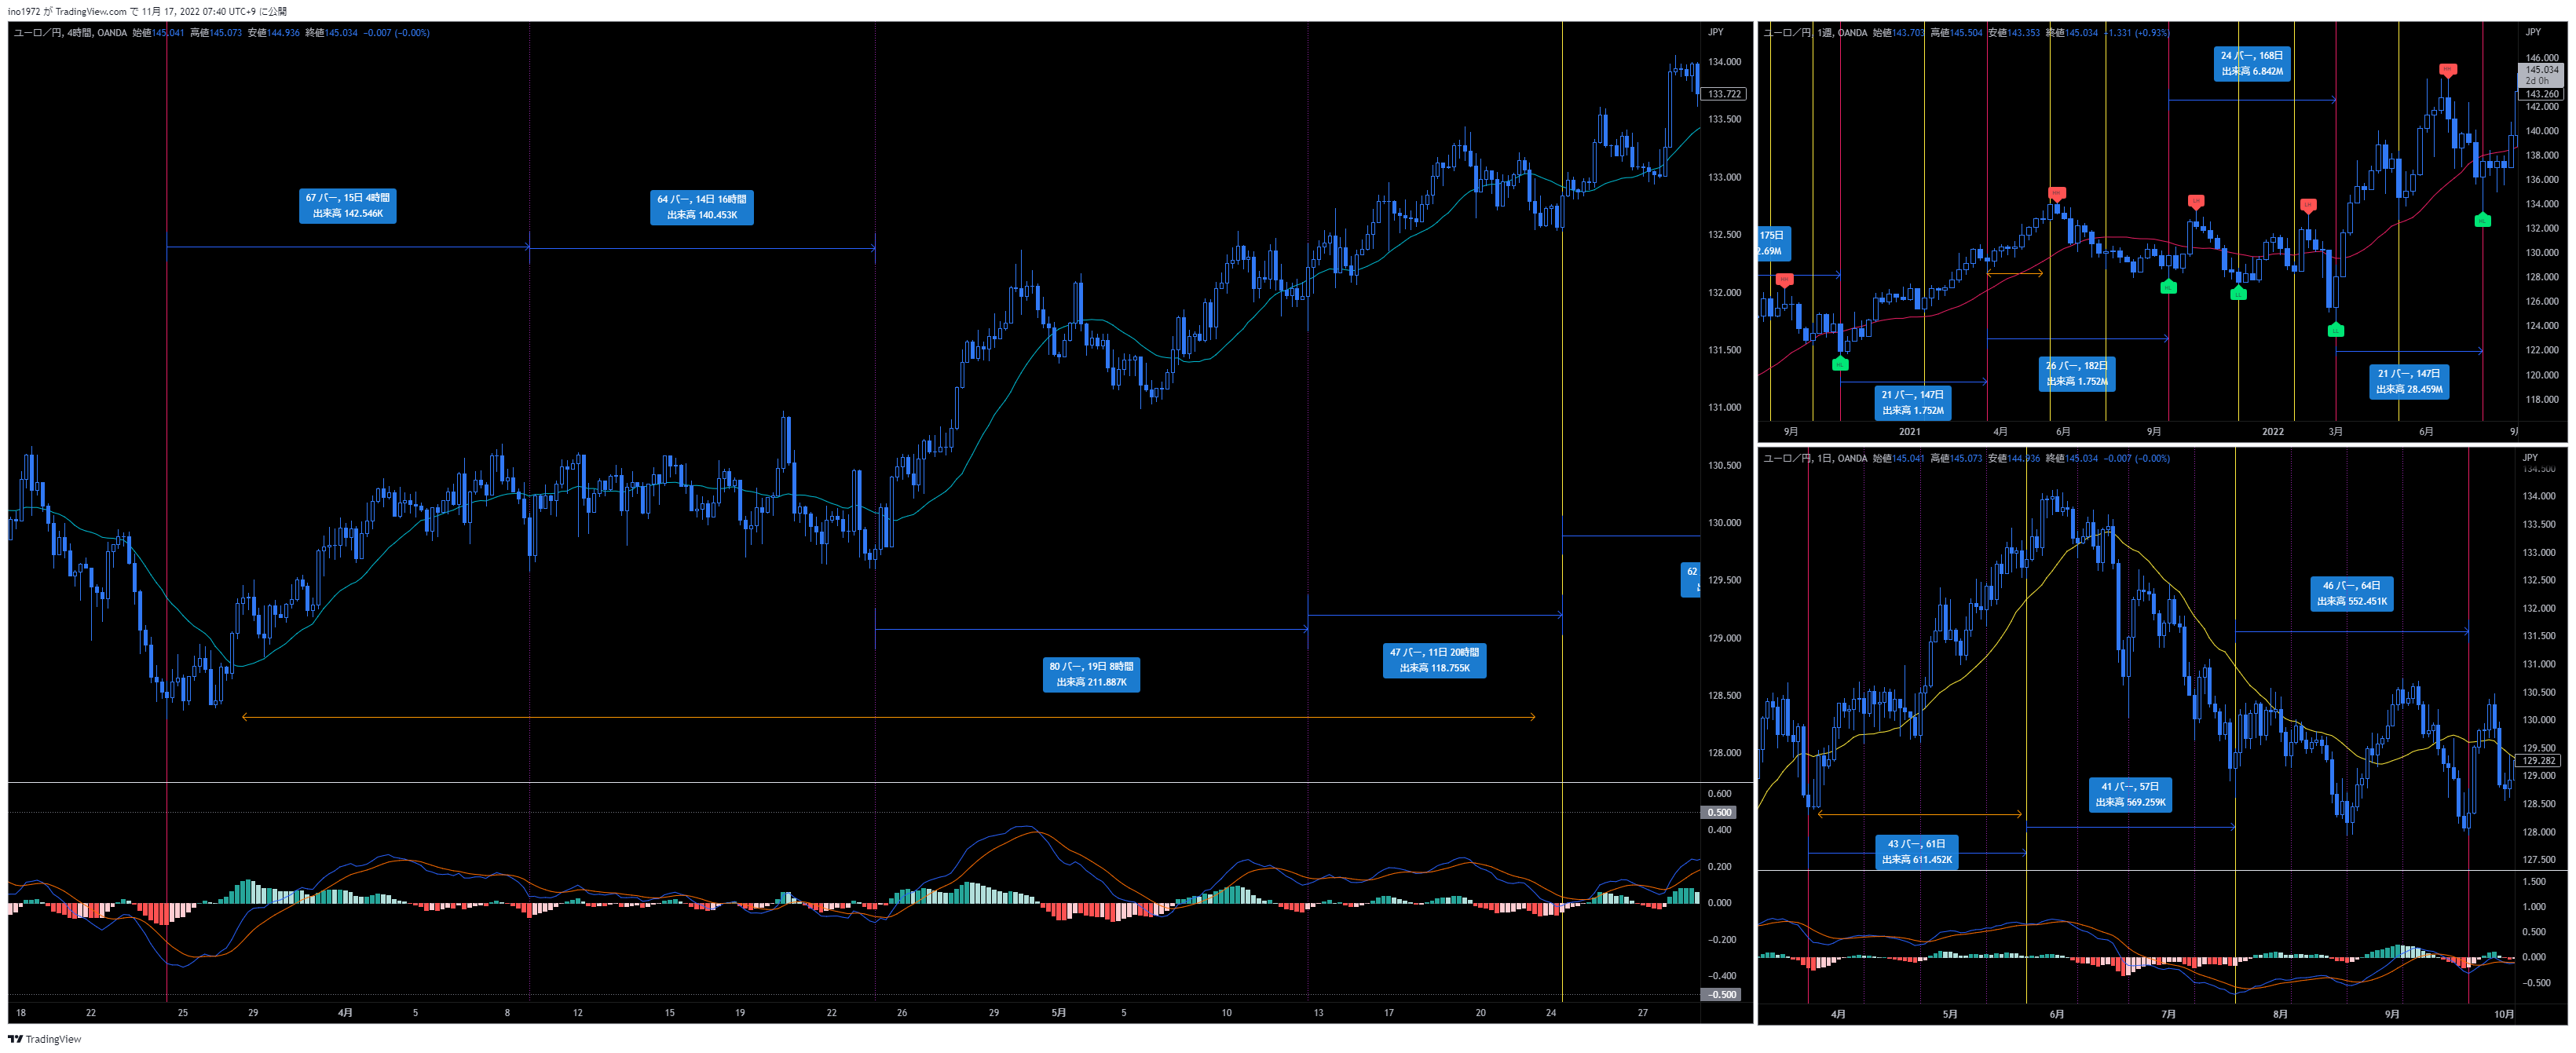 ino1972 が TradingView.com で 11月 17, 2022 07:40 UTC+9 に公開
ユーロ／円, 4時間, OANDA 始値145.041 高値145.073 安値144.936 終値145.034 −0.007 (−0.00%)
JPY
134.000
133.722
133.500
133.000
132.500
132.000
131.500
131.000
130.500
130.000
129.500
129.000
128.500
128.000
67 バー, 15日 4時間
出来高 142.546K
64 バー, 14日 16時間
出来高 140.453K
80 バー, 19日 8時間
出来高 211.887K
47 バー, 11日 20時間
出来高 118.755K
62
0.600
0.500
0.400
0.200
0.000
−0.200
−0.400
−0.500
18 22 25 29 4月 5 8 12 15 19 22 26 29 5月 5 10 13 17 20 24 27
ユーロ／円, 1週, OANDA 始値143.703 高値145.504 安値143.353 終値145.034 −1.331 (+0.93%)
JPY
146.000
145.034
2d 0h
143.260
142.000
140.000
138.000
136.000
134.000
132.000
130.000
128.000
126.000
124.000
122.000
120.000
118.000
24 バー, 168日
出来高 6.842M
175日
2.69M
26 バー, 182日
出来高 1.752M
21 バー, 147日
出来高 1.752M
21 バー, 147日
出来高 28.459M
9月 2021 4月 6月 9月 2022 3月 6月 9月
ユーロ／円, 1日, OANDA 始値145.041 高値145.073 安値144.936 終値145.034 −0.007 (−0.00%)
JPY
134.500
134.000
133.500
133.000
132.500
132.000
131.500
131.000
130.500
130.000
129.500
129.282
129.000
128.500
128.000
127.500
46 バー, 64日
出来高 552.451K
41 バー, 57日
出来高 569.259K
43 バー, 61日
出来高 611.452K
1.500
1.000
0.500
0.000
−0.500
4月 5月 6月 7月 8月 9月 10月
TradingView